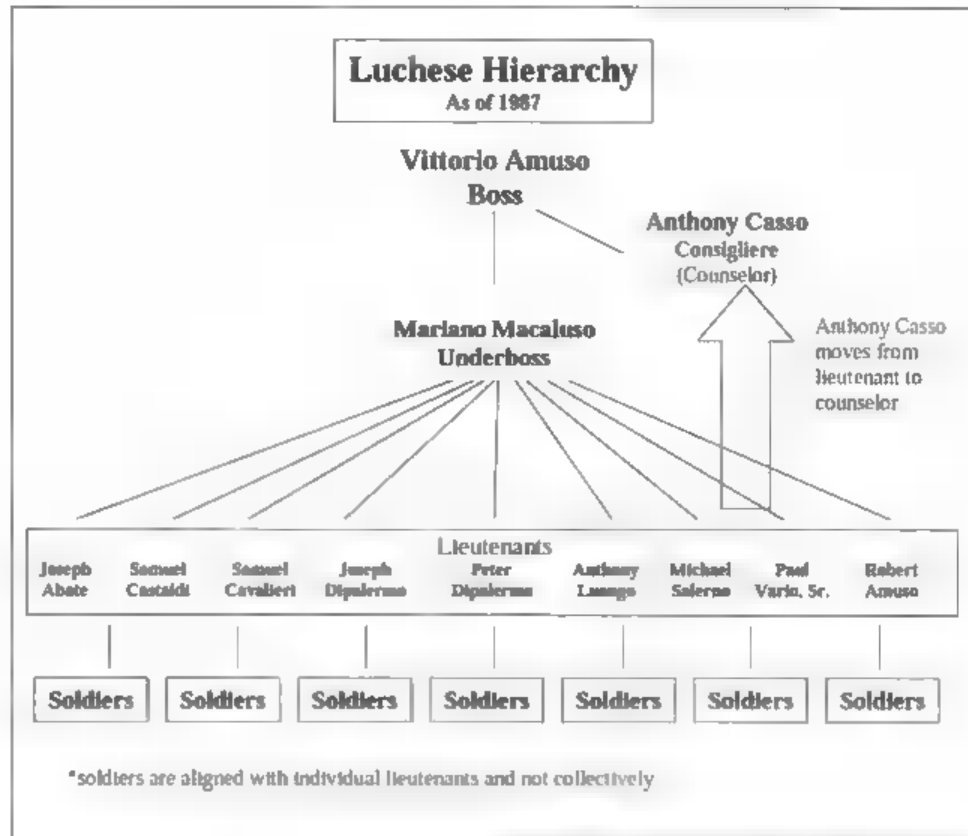 Luchese Hierarchy
As of 1987
Vittorio Amuso
Boss
Anthony Casso
Consigliere
(Counselor)
Mariano Macaluso
Underboss
Anthony Casso
moves from
lieutenant to
counselor
Lieutenants
Joseph Samuel Samuel Joseph Peter Anthony Michael Paul Robert
Abate Castaldi Cavalieri Dipalermo Dipalermo Luongo Salerno Vario, Sr. Amuso
Soldiers Soldiers Soldiers Soldiers Soldiers Soldiers Soldiers
*soldiers are aligned with individual lieutenants and not collectively